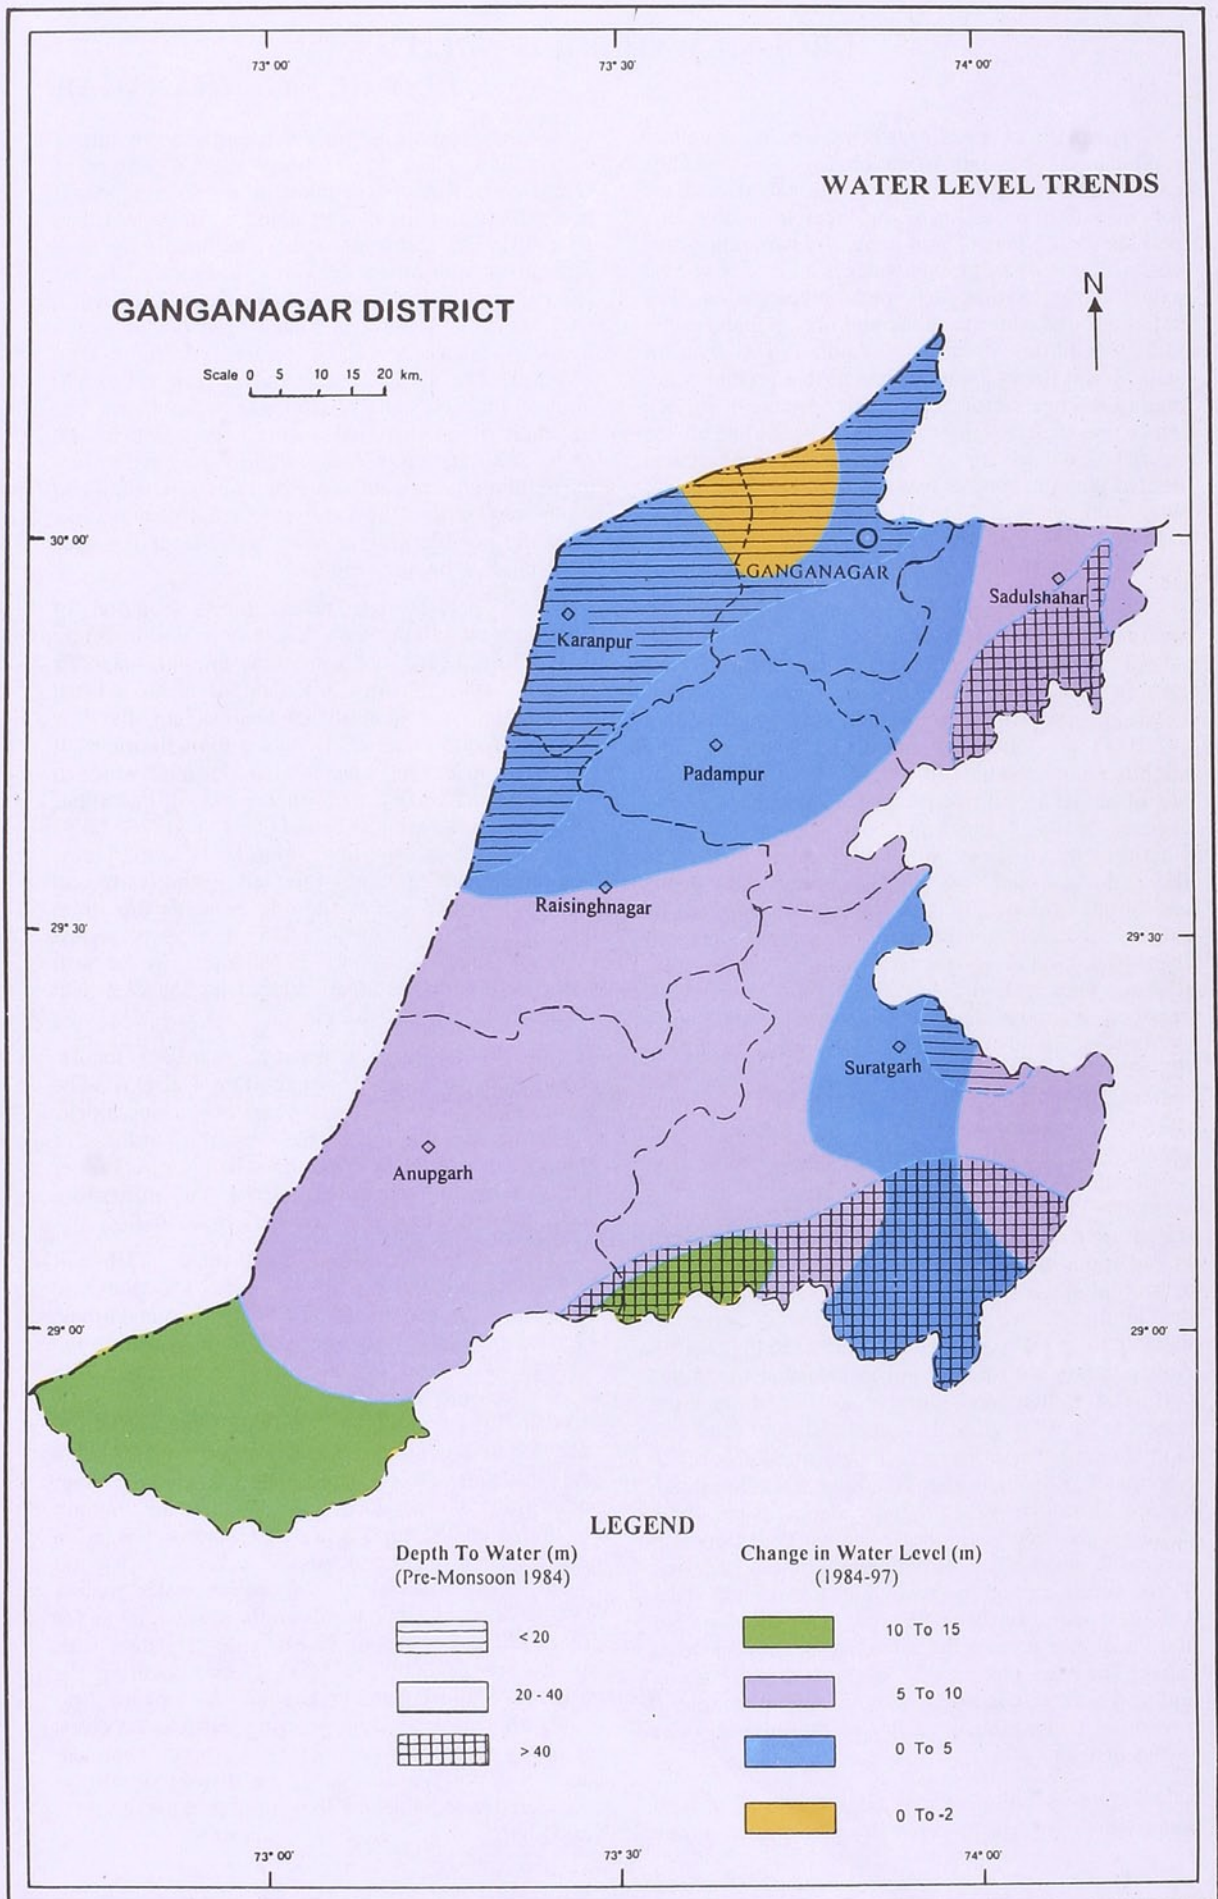 73° 00′ 73° 30′ 74° 00′
WATER LEVEL TRENDS
N
GANGANAGAR DISTRICT
Scale 0 5 10 15 20 km.
30° 00′
GANGANAGAR
Sadulshahar
Karanpur
Padampur
Raisinghnagar
29° 30′ 29° 30′
Suratgarh
Anupgarh
29° 00′ 29° 00′
LEGEND
Depth To Water (m)
(Pre-Monsoon 1984)
< 20
20 - 40
> 40
Change in Water Level (m)
(1984-97)
10 To 15
5 To 10
0 To 5
0 To -2
73° 00′ 73° 30′ 74° 00′